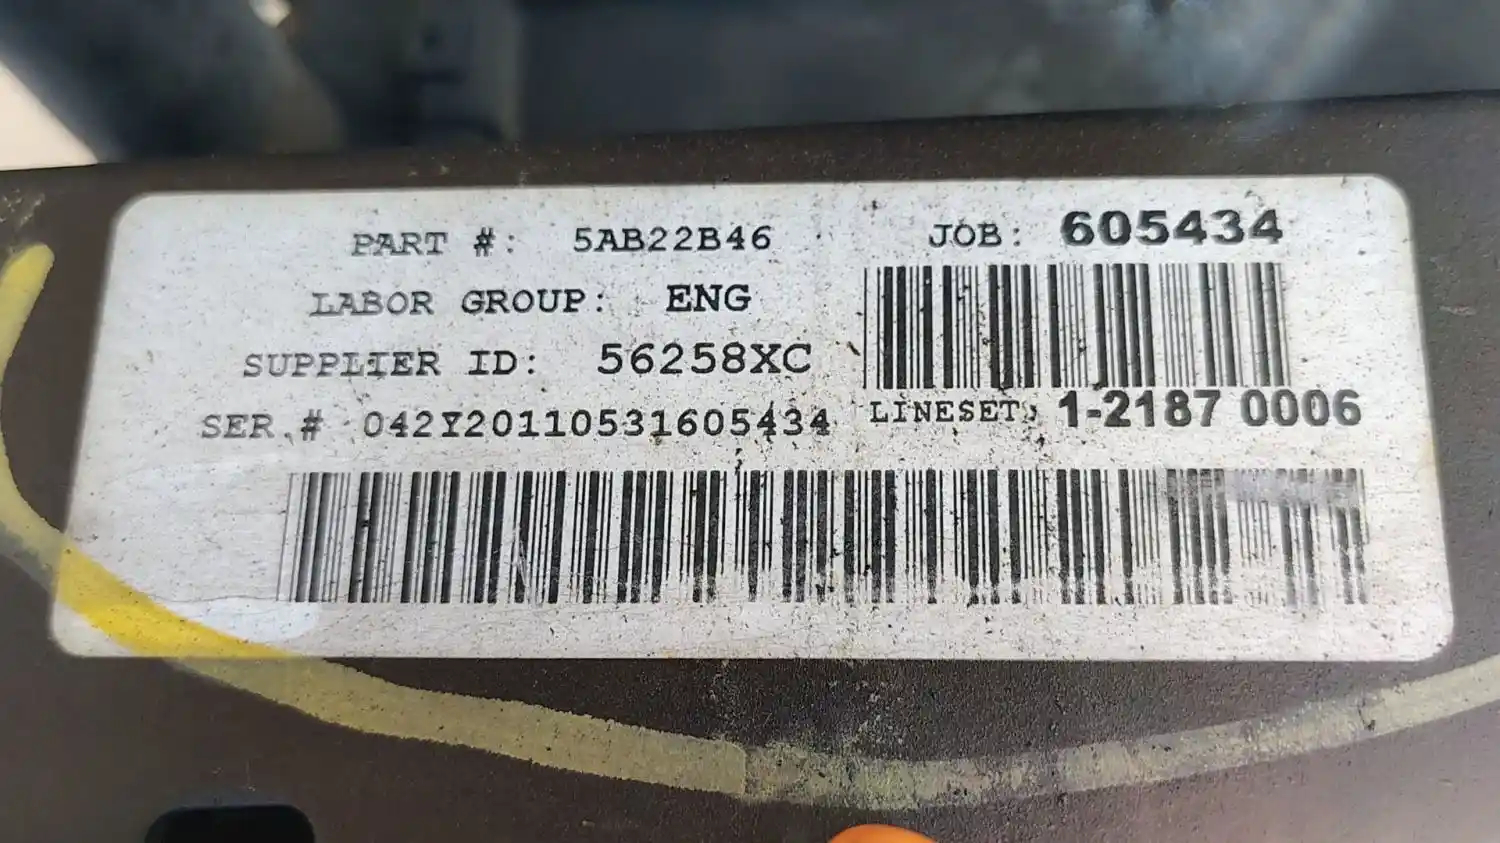 PART #: 5AB22B46
JOB: 605434
LABOR GROUP: ENG
SUPPLIER ID: 56258XC
SER # 042Y20110531605434
LINESET: 1-2187 0006